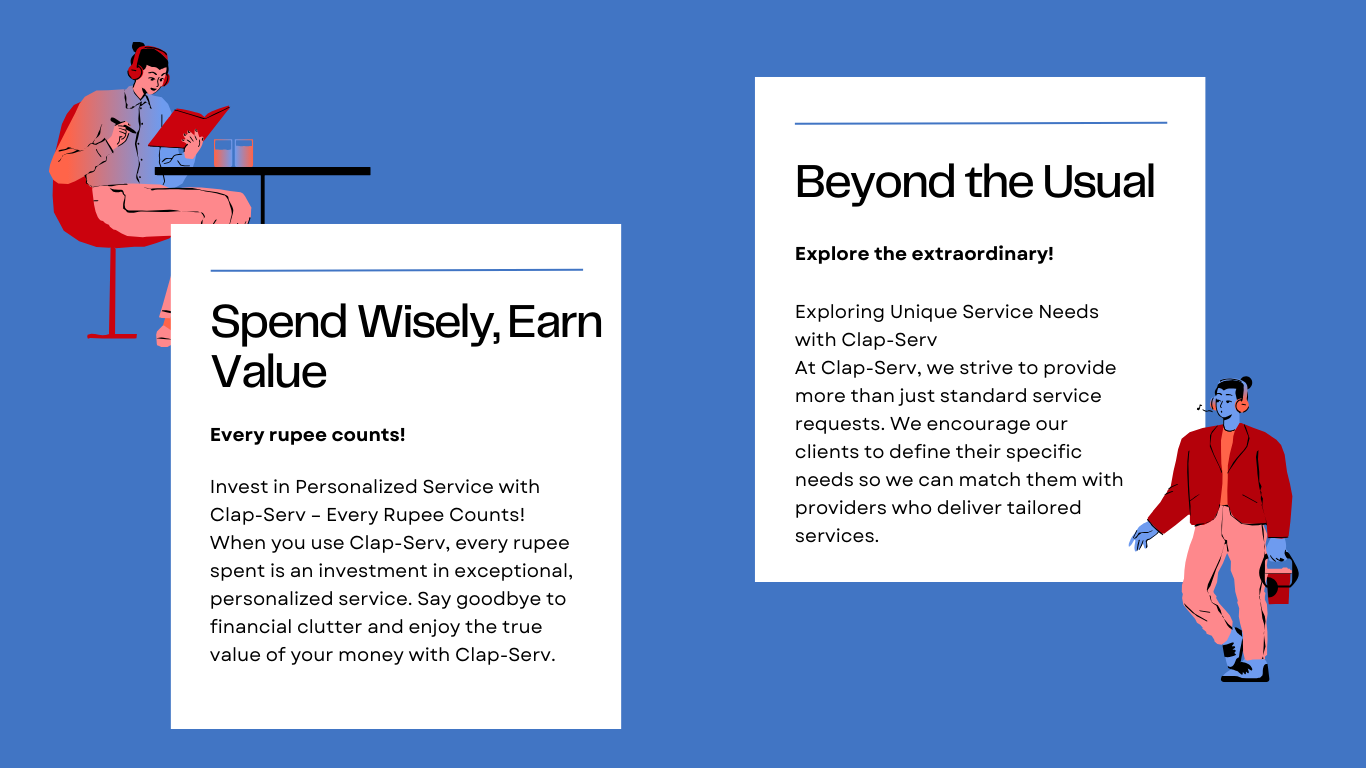 Spend Wisely, Earn
Value
Every rupee counts!
Invest in Personalized Service with
Clap-Serv – Every Rupee Counts!
When you use Clap-Serv, every rupee
spent is an investment in exceptional,
personalized service. Say goodbye to
financial clutter and enjoy the true
value of your money with Clap-Serv.
Beyond the Usual
Explore the extraordinary!
Exploring Unique Service Needs
with Clap-Serv
At Clap-Serv, we strive to provide
more than just standard service
requests. We encourage our
clients to define their specific
needs so we can match them with
providers who deliver tailored
services.